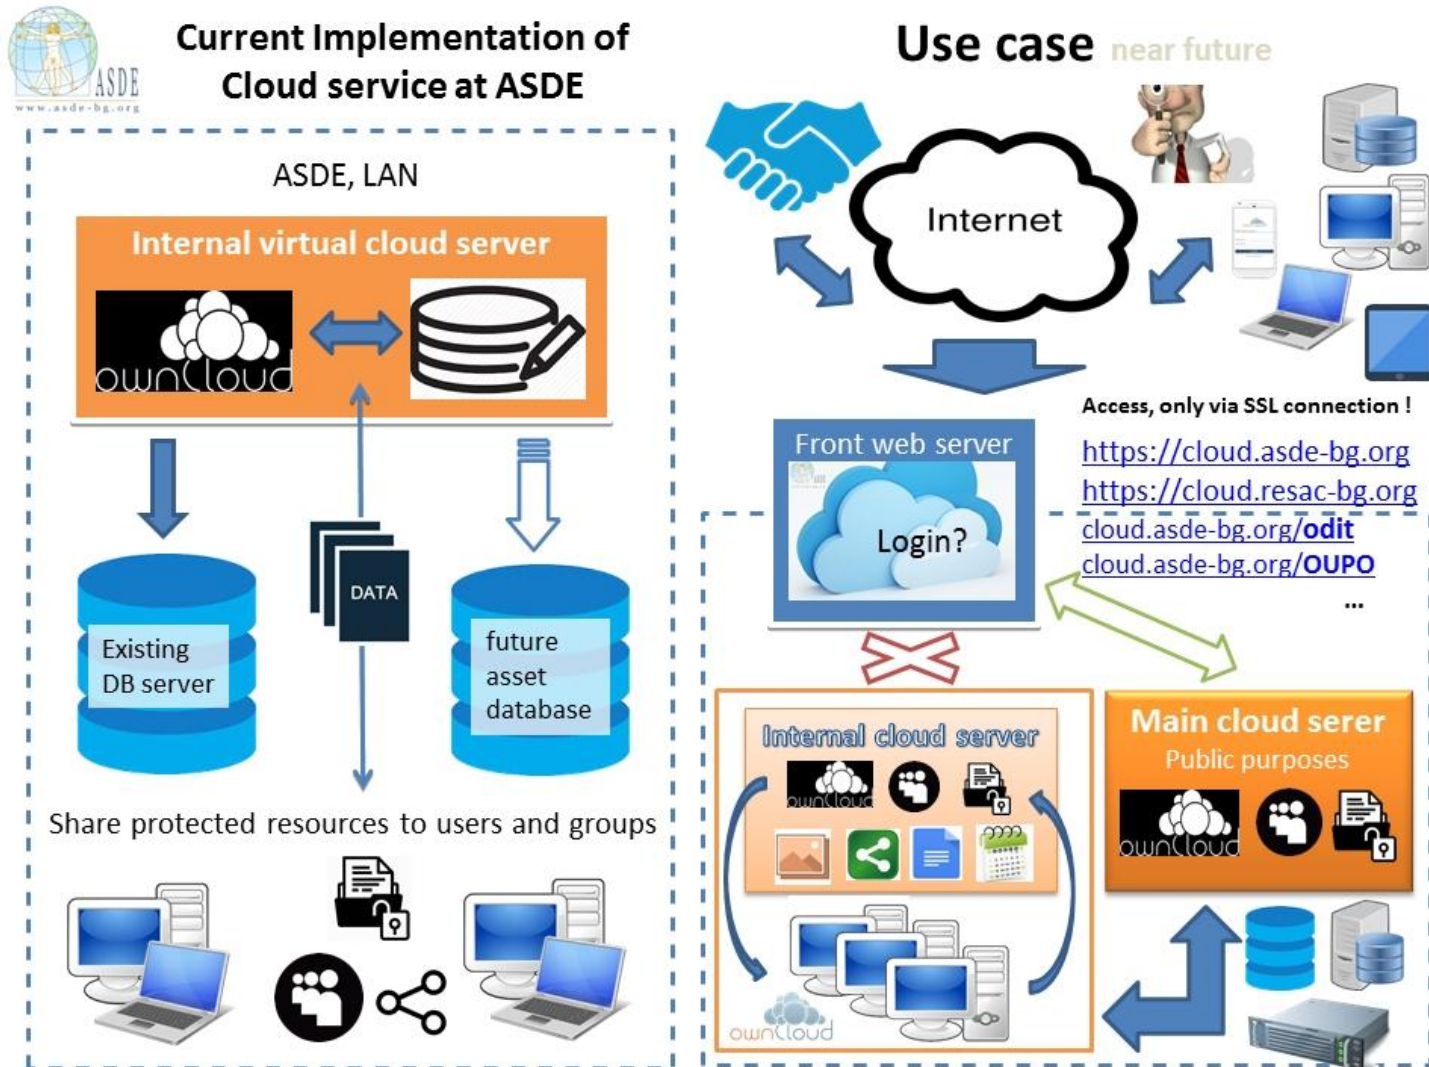 ASDE
www.asde-bg.org
Current Implementation of
Cloud service at ASDE
ASDE, LAN
Internal virtual cloud server
ownCloud
Existing
DB server
DATA
future
asset
database
Share protected resources to users and groups
Use case near future
Internet
Access, only via SSL connection !
https://cloud.asde-bg.org
https://cloud.resac-bg.org
cloud.asde-bg.org/odit
cloud.asde-bg.org/OUPO
...
Front web server
Login?
Internal cloud server
ownCloud
ownCloud
Main cloud serer
Public purposes
ownCloud